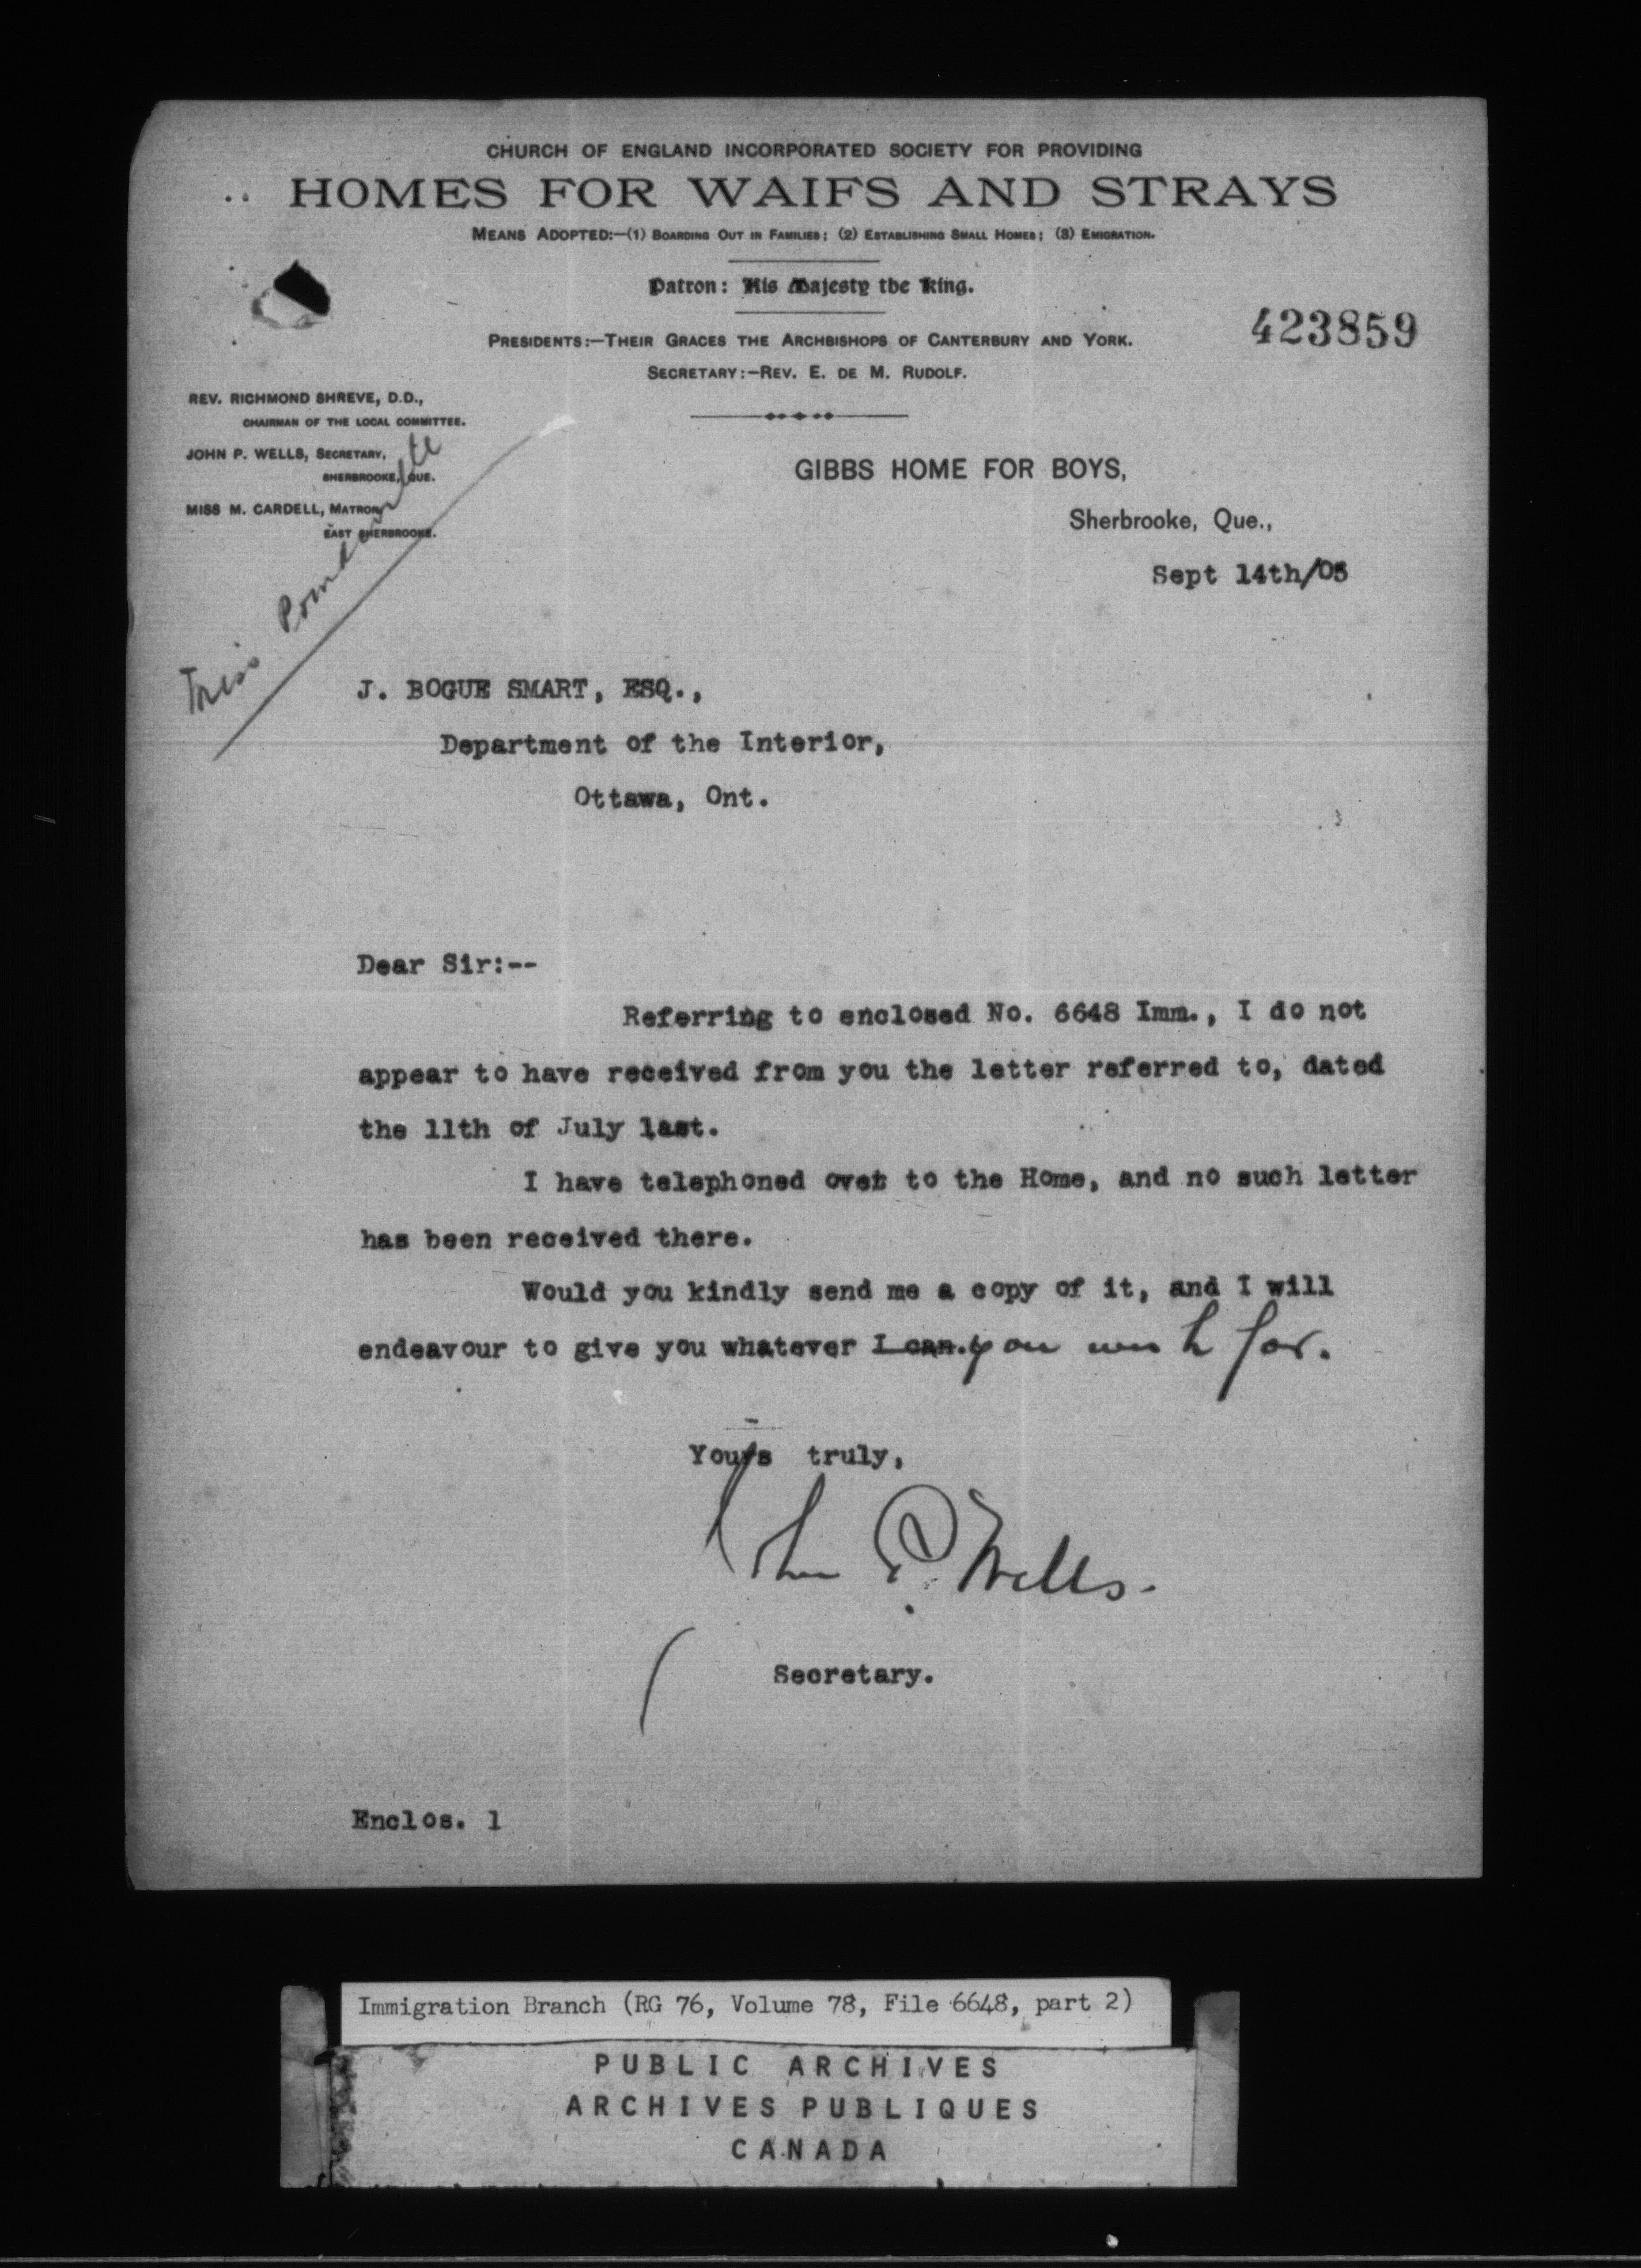 CHURCH OF ENGLAND INCORPORATED SOCIETY FOR PROVIDING
HOMES FOR WAIFS AND STRAYS
MEANS ADOPTED:—(1) BOARDING OUT IN FAMILIES; (2) ESTABLISHING SMALL HOMES; (3) EMIGRATION.
Patron: His Majesty the King.
423859
PRESIDENTS:—THEIR GRACES THE ARCHBISHOPS OF CANTERBURY AND YORK.
SECRETARY:—REV. E. DE M. RUDOLF.
REV. RICHMOND SHREVE, D.D.,
CHAIRMAN OF THE LOCAL COMMITTEE.
JOHN P. WELLS, SECRETARY,
SHERBROOKE, QUE.
MISS M. CARDELL, MATRON,
EAST SHERBROOKE.
Miss
GIBBS HOME FOR BOYS,
Sherbrooke, Que.,
Sept 14th/05
J. BOGUE SMART, ESQ.,
Department of the Interior,
Ottawa, Ont.
Dear Sir:--
Referring to enclosed No. 6648 Imm., I do not
appear to have received from you the letter referred to, dated
the 11th of July last.
I have telephoned over to the Home, and no such letter
has been received there.
Would you kindly send me a copy of it, and I will
endeavour to give you whatever I can. you wish for.
Yours truly,
John P. Wells.
Secretary.
Enclos. 1
Immigration Branch (RG 76, Volume 78, File 6648, part 2)
PUBLIC ARCHIVES
ARCHIVES PUBLIQUES
CANADA